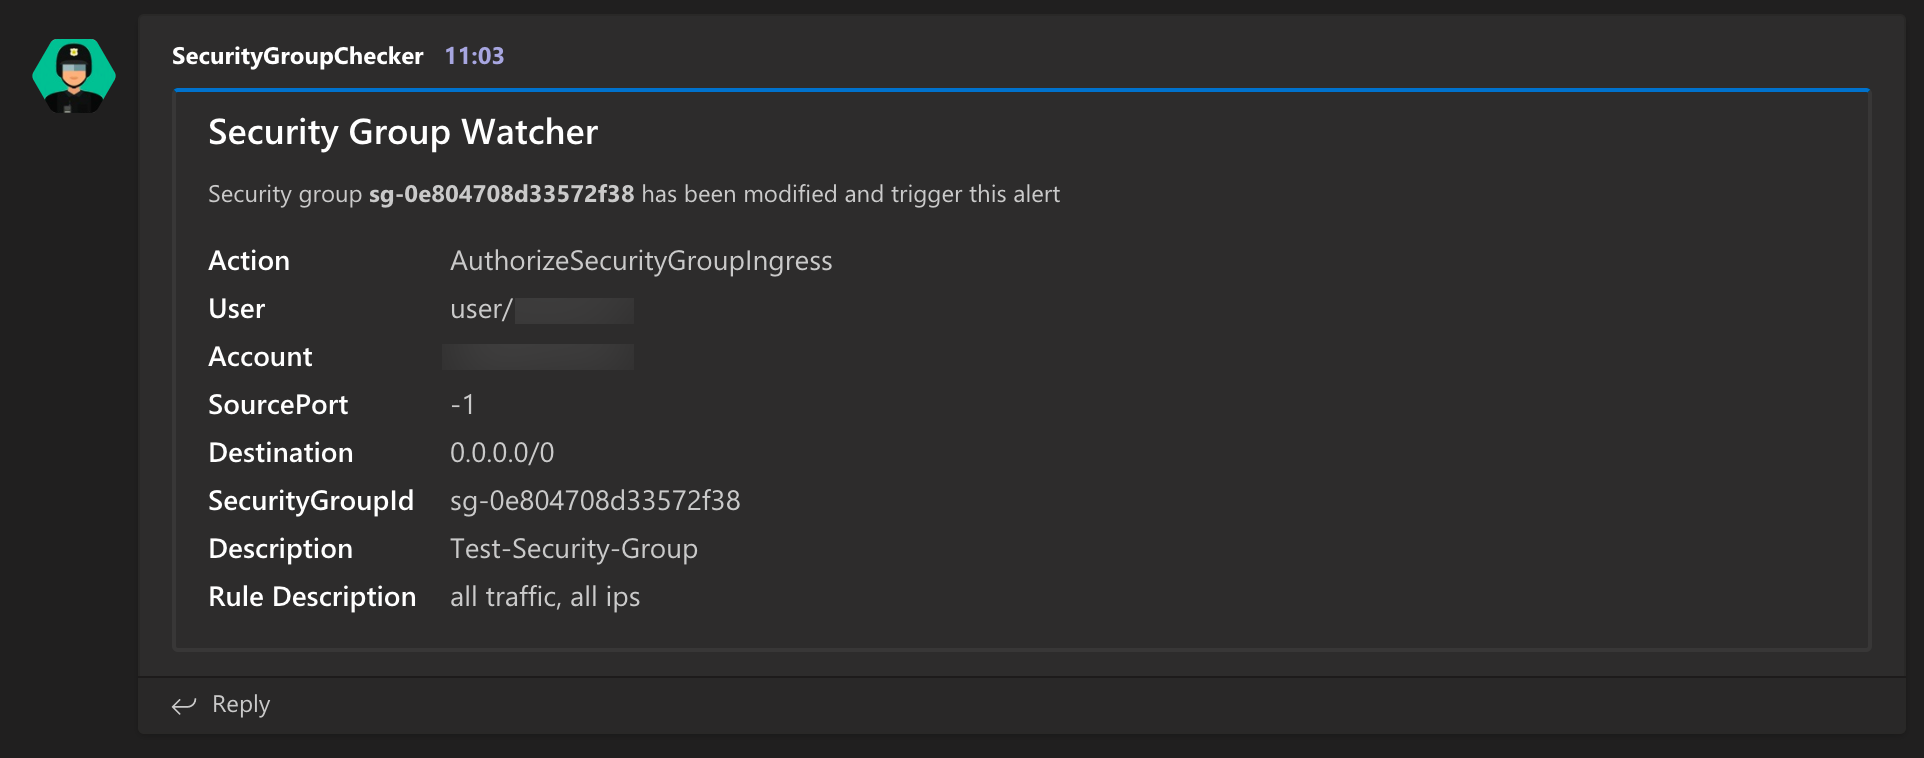 SecurityGroupChecker 11:03
Security Group Watcher
Security group sg-0e804708d33572f38 has been modified and trigger this alert
Action AuthorizeSecurityGroupIngress
User user/
Account
SourcePort -1
Destination 0.0.0.0/0
SecurityGroupId sg-0e804708d33572f38
Description Test-Security-Group
Rule Description all traffic, all ips
Reply